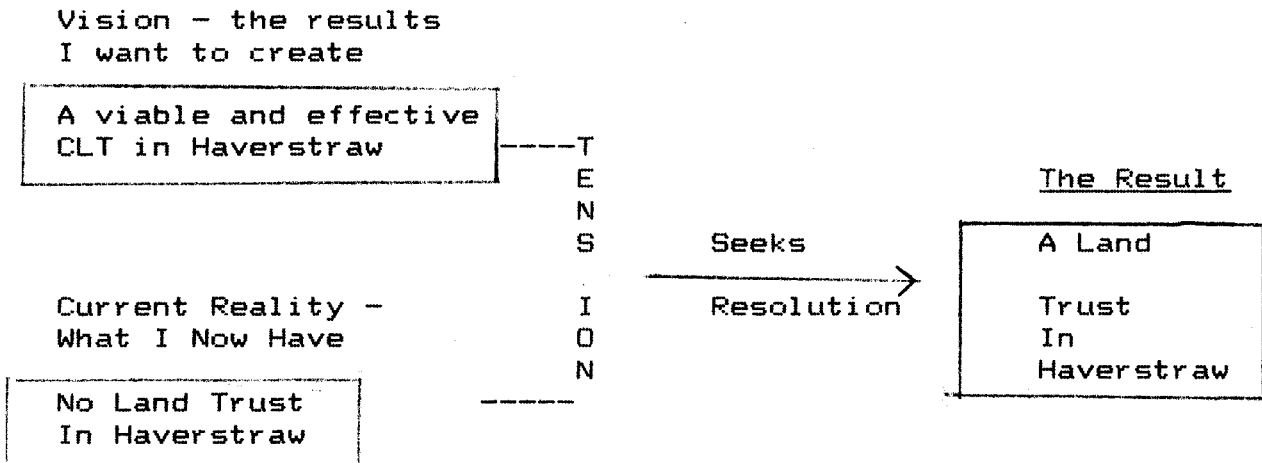 Vision - the results
I want to create
A viable and effective
CLT in Haverstraw
----TENSION
Current Reality -
What I Now Have
No Land Trust
In Haverstraw
-----
Seeks
Resolution
The Result
A Land
Trust
In
Haverstraw